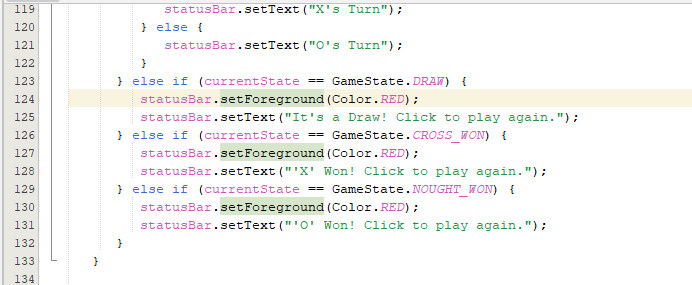 119 statusBar.setText("X's Turn");
120 } else {
121 statusBar.setText("O's Turn");
122 }
123 } else if (currentState == GameState.DRAW) {
124 statusBar.setForeground(Color.RED);
125 statusBar.setText("It's a Draw! Click to play again.");
126 } else if (currentState == GameState.CROSS_WON) {
127 statusBar.setForeground(Color.RED);
128 statusBar.setText("'X' Won! Click to play again.");
129 } else if (currentState == GameState.NOUGHT_WON) {
130 statusBar.setForeground(Color.RED);
131 statusBar.setText("'O' Won! Click to play again.");
132 }
133 }
134